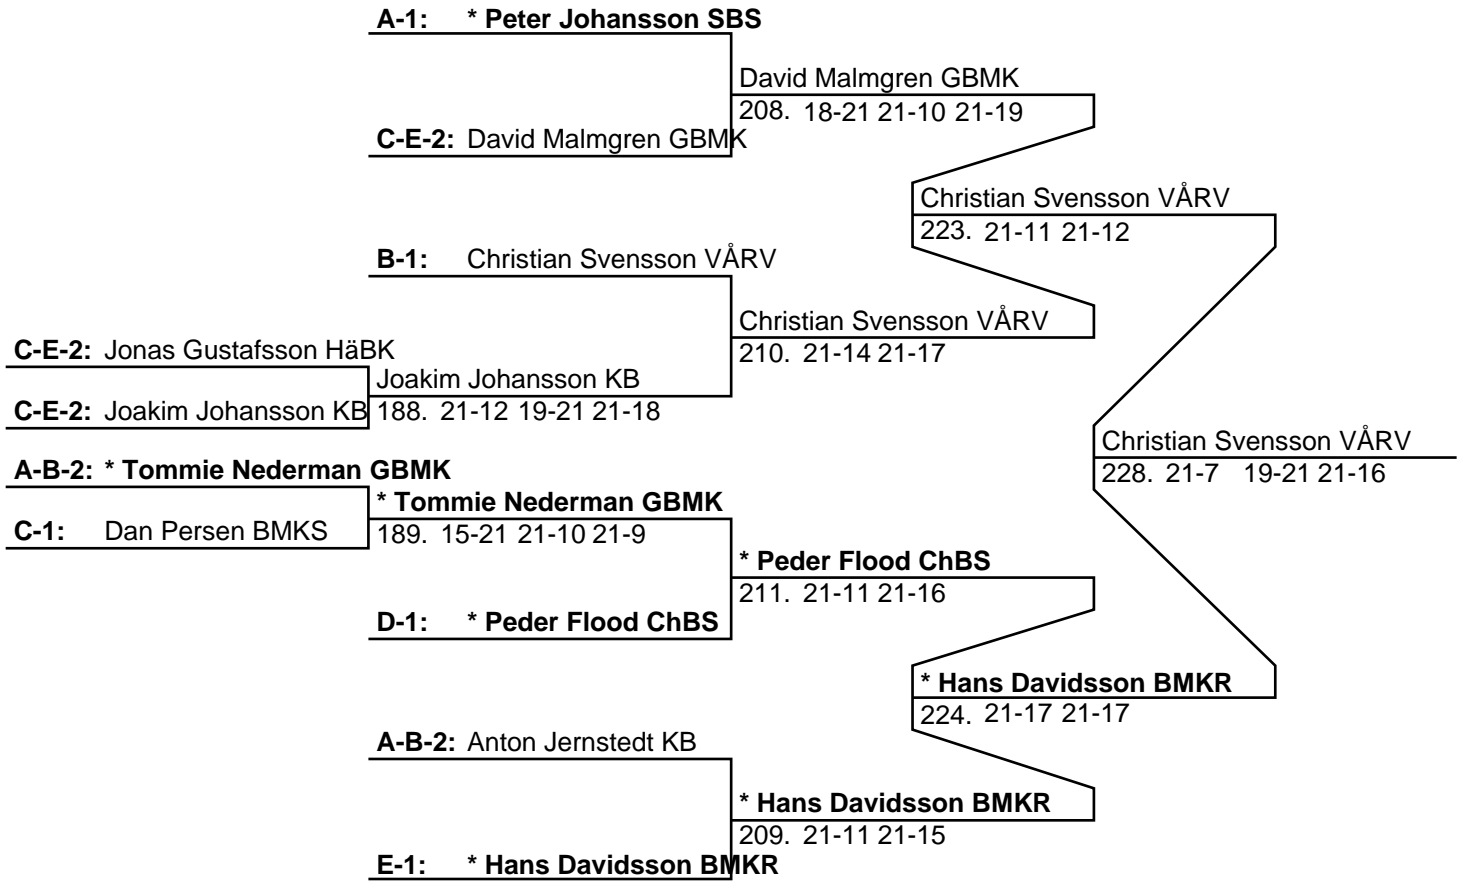 A-1: * Peter Johansson SBS
David Malmgren GBMK
208. 18-21 21-10 21-19
C-E-2: David Malmgren GBMK
Christian Svensson VÅRV
223. 21-11 21-12
B-1: Christian Svensson VÅRV
Christian Svensson VÅRV
210. 21-14 21-17
C-E-2: Jonas Gustafsson HäBK
Joakim Johansson KB
188. 21-12 19-21 21-18
C-E-2: Joakim Johansson KB
Christian Svensson VÅRV
228. 21-7 19-21 21-16
A-B-2: * Tommie Nederman GBMK
* Tommie Nederman GBMK
189. 15-21 21-10 21-9
C-1: Dan Persen BMKS
* Peder Flood ChBS
211. 21-11 21-16
D-1: * Peder Flood ChBS
* Hans Davidsson BMKR
224. 21-17 21-17
A-B-2: Anton Jernstedt KB
* Hans Davidsson BMKR
209. 21-11 21-15
E-1: * Hans Davidsson BMKR